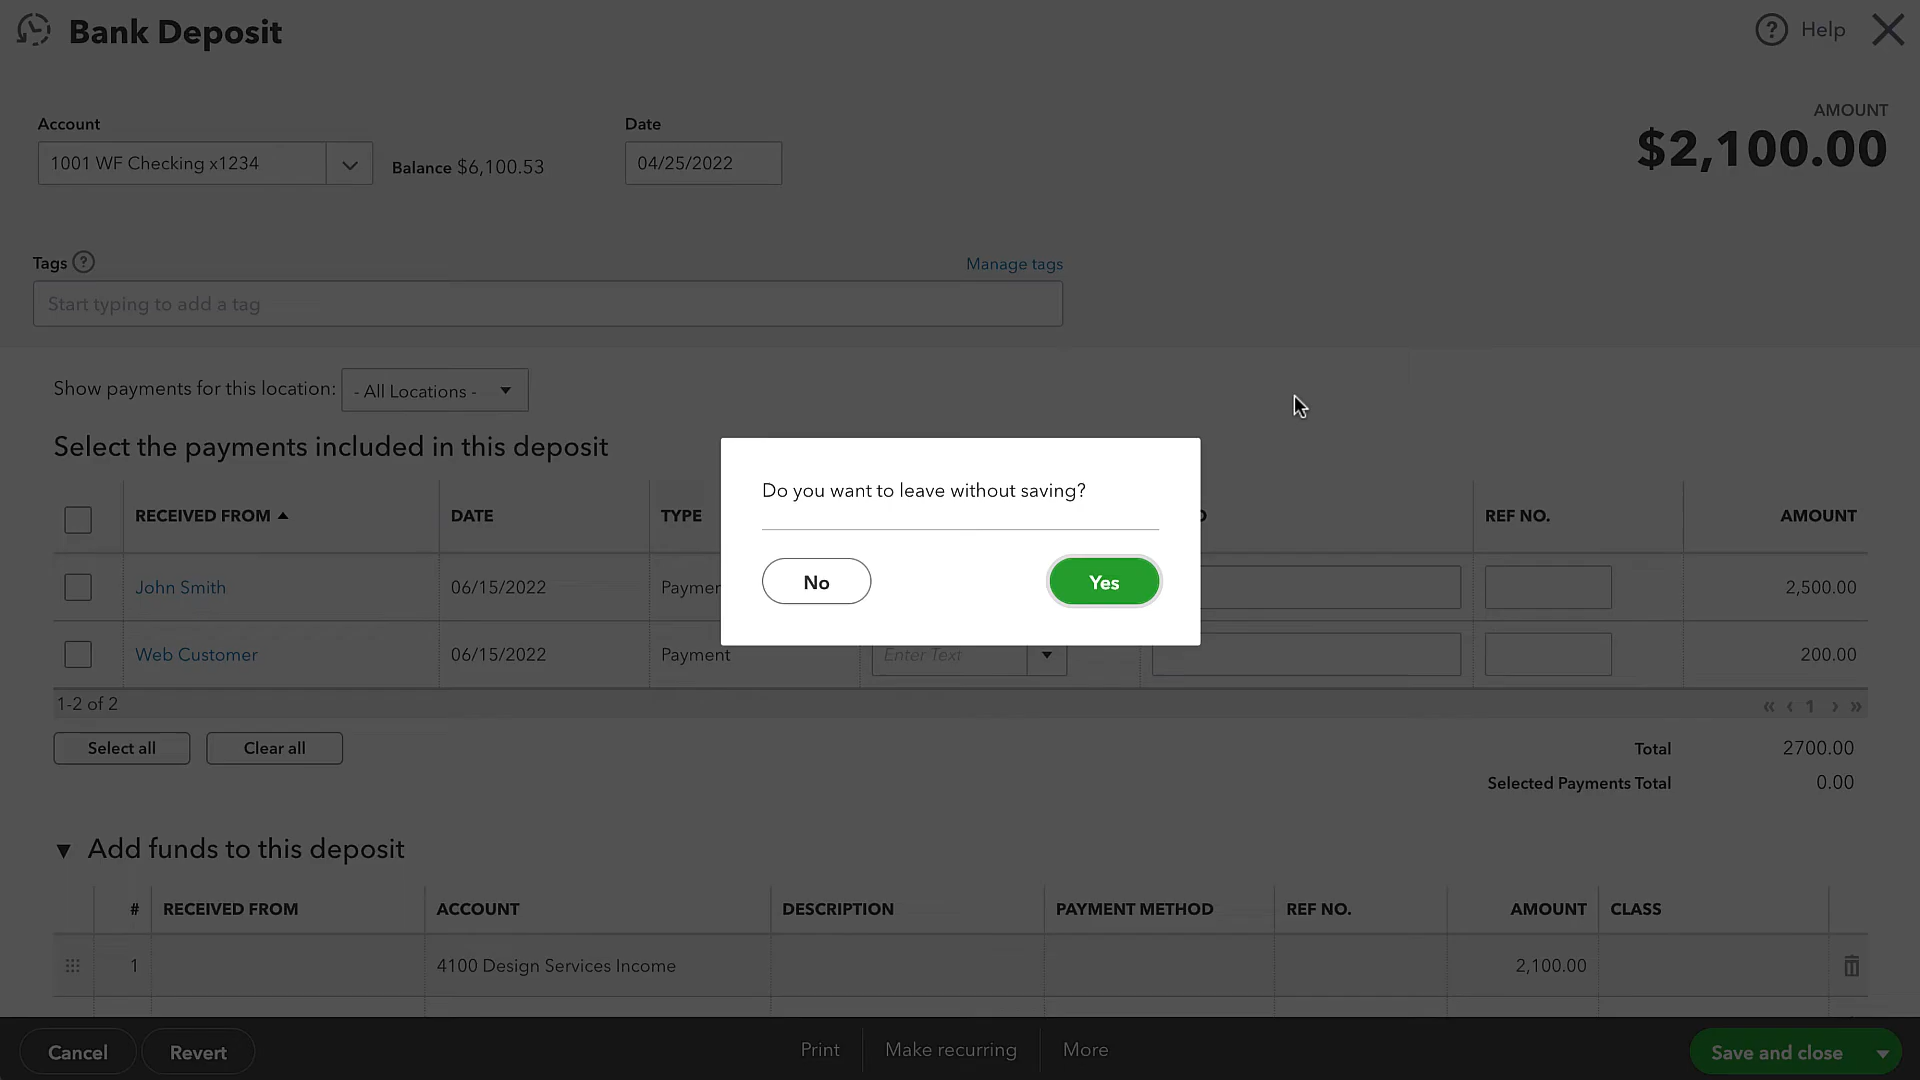 Bank Deposit
Help
Account
Date
AMOUNT
1001 WF Checking x1234
Balance $6,100.53
04/25/2022
$2,100.00
Tags
Manage tags
Start typing to add a tag
Show payments for this location:
- All Locations -
Select the payments included in this deposit
Do you want to leave without saving?
No
Yes
RECEIVED FROM
DATE
TYPE
REF NO.
AMOUNT
John Smith
06/15/2022
2,500.00
Web Customer
06/15/2022
Payment
Enter Text
200.00
1-2 of 2
« ‹ 1 › »
Select all
Clear all
Total
2700.00
Selected Payments Total
0.00
Add funds to this deposit
#
RECEIVED FROM
ACCOUNT
DESCRIPTION
PAYMENT METHOD
REF NO.
AMOUNT
CLASS
1
4100 Design Services Income
2,100.00
Cancel
Revert
Print
Make recurring
More
Save and close